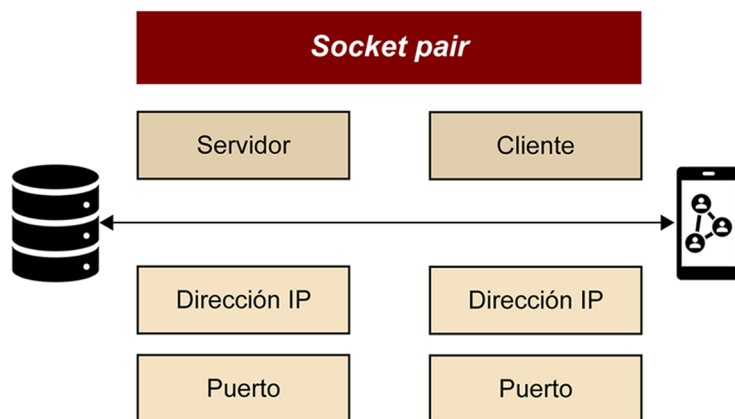 Socket pair
Servidor
Cliente
Dirección IP
Dirección IP
Puerto
Puerto